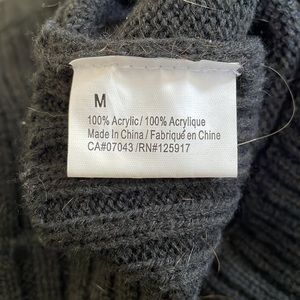 M
100% Acrylic / 100% Acrylique
Made In China / Fabriqué en Chine
CA#07043 /RN#125917